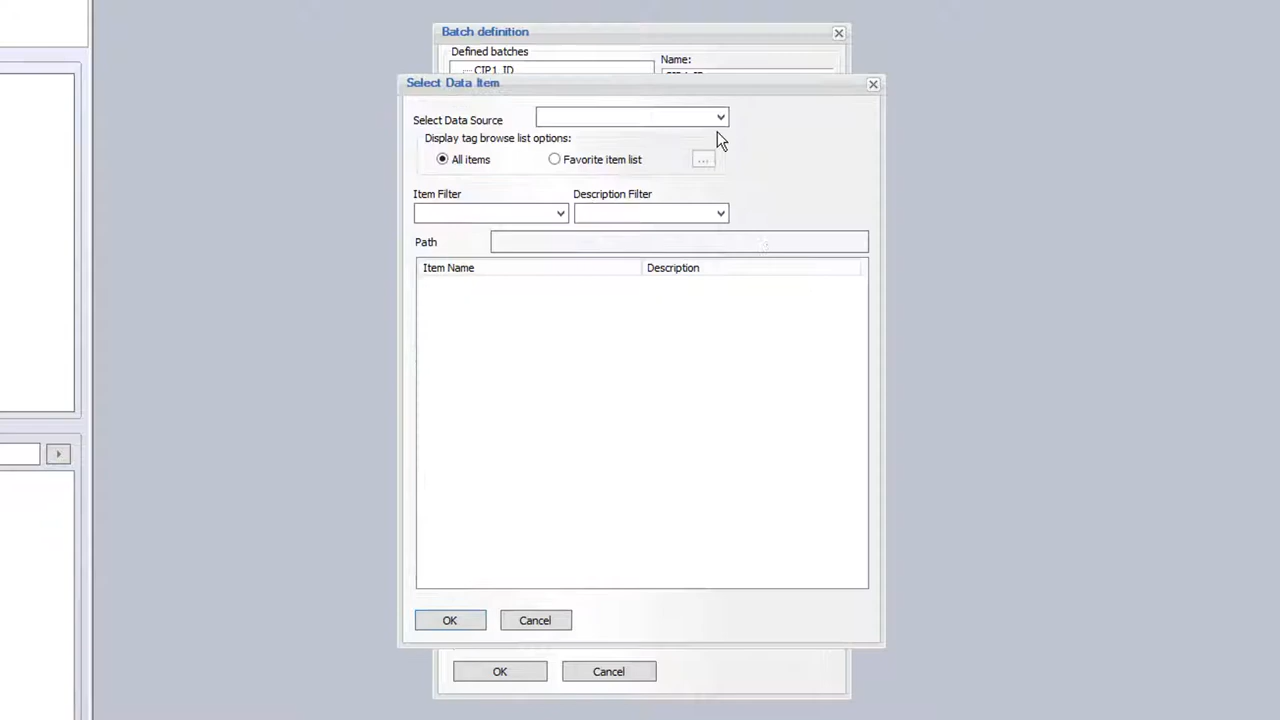 Batch definition
Defined batches
Name:
CIP1_ID
Select Data Item
Select Data Source
Display tag browse list options:
All items
Favorite item list
...
Item Filter
Description Filter
Path
Item Name
Description
OK
Cancel
OK
Cancel